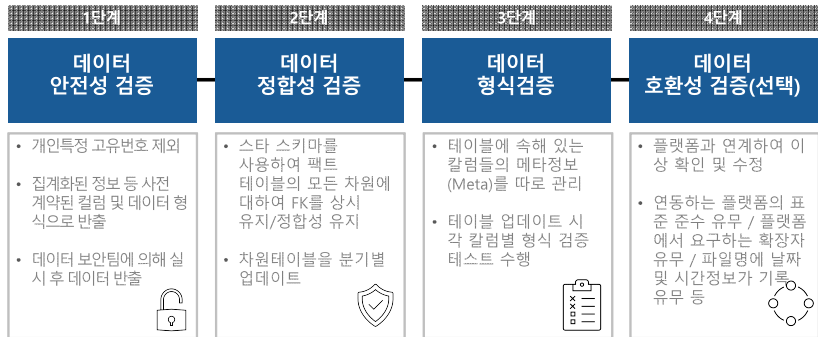 1단계
데이터
안전성 검증
• 개인특정 고유번호 제외
• 집계화된 정보 등 사전
계약된 컬럼 및 데이터 형
식으로 반출
• 데이터 보안팀에 의해 실
시 후 데이터 반출
2단계
데이터
정합성 검증
• 스타 스키마를
사용하여 팩트
테이블의 모든 차원에
대하여 FK를 상시
유지/정합성 유지
• 차원테이블을 분기별
업데이트
3단계
데이터
형식검증
• 테이블에 속해 있는
칼럼들의 메타정보
(Meta)를 따로 관리
• 테이블 업데이트 시
각 칼럼별 형식 검증
테스트 수행
4단계
데이터
호환성 검증(선택)
• 플랫폼과 연계하여 이
상 확인 및 수정
• 연동하는 플랫폼의 표
준 준수 유무 / 플랫폼
에서 요구하는 확장자
유무 / 파일명에 날짜
및 시간정보가 기록
유무 등